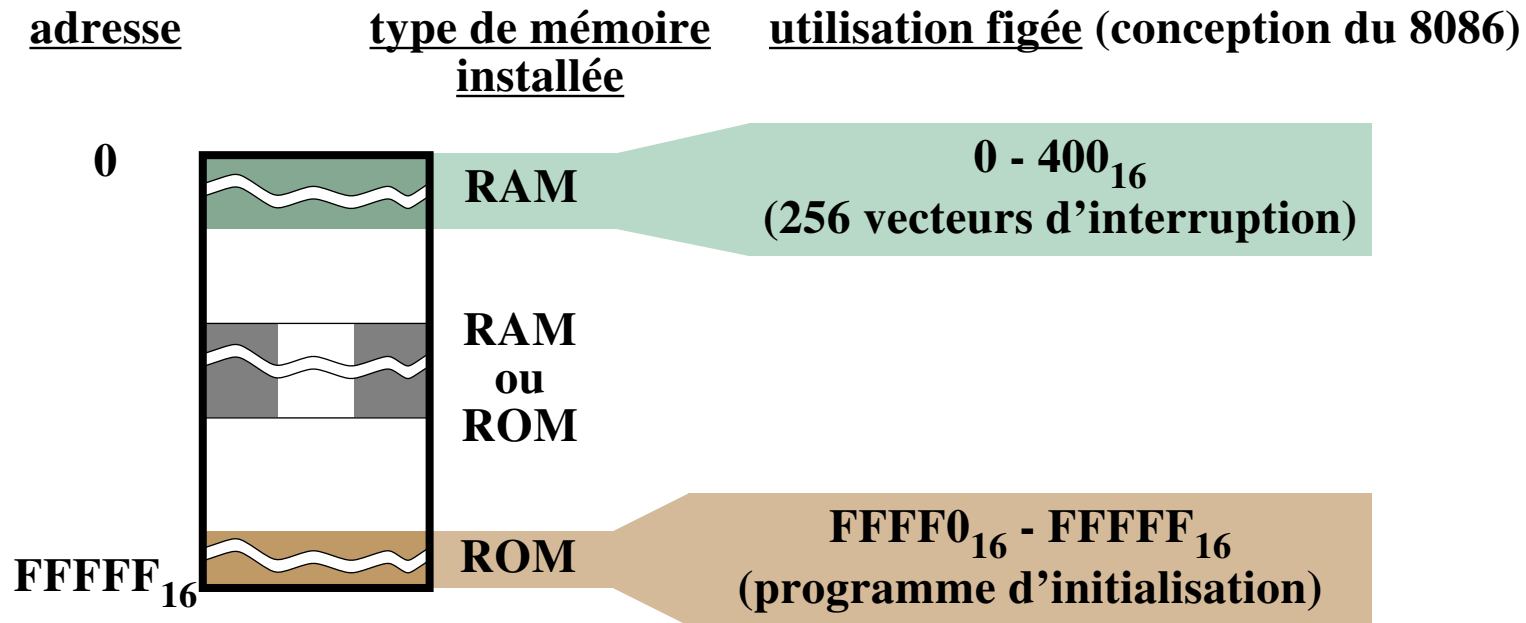 adresse
type de mémoire
installée
utilisation figée (conception du 8086)
0
RAM
0 - 400₁₆
(256 vecteurs d’interruption)
RAM
ou
ROM
FFFFF₁₆
ROM
FFFF0₁₆ - FFFFF₁₆
(programme d’initialisation)